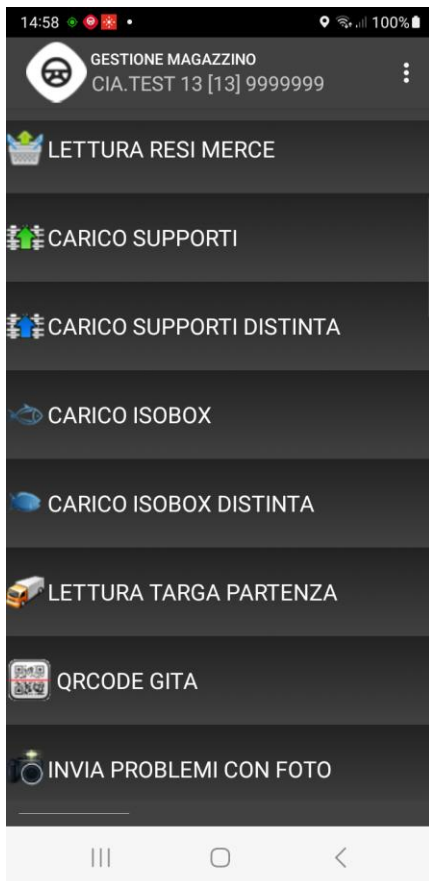 14:58
100%
GESTIONE MAGAZZINO
CIA.TEST 13 [13] 9999999
LETTURA RESI MERCE
CARICO SUPPORTI
CARICO SUPPORTI DISTINTA
CARICO ISOBOX
CARICO ISOBOX DISTINTA
LETTURA TARGA PARTENZA
QRCODE GITA
INVIA PROBLEMI CON FOTO